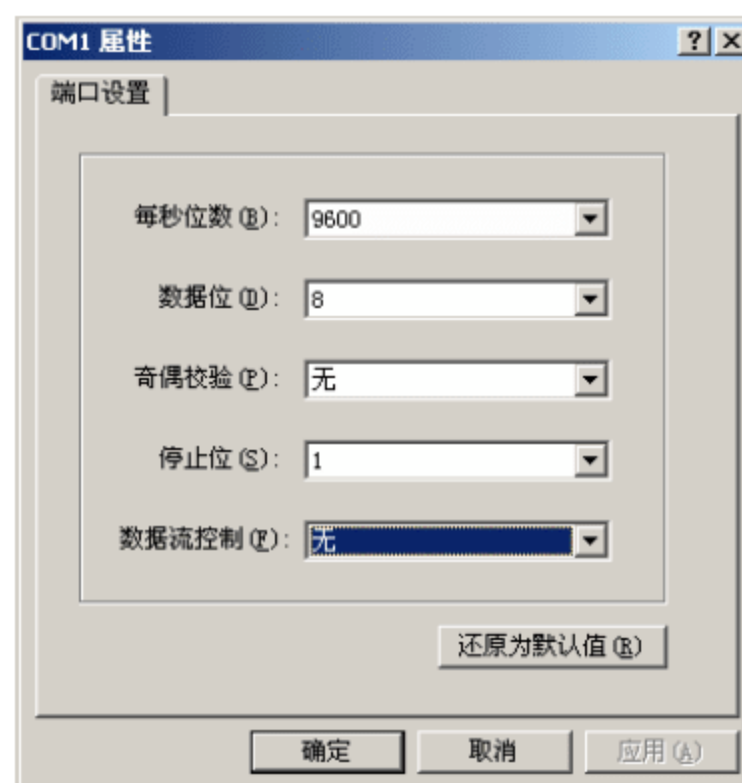 COM1 属性
端口设置
每秒位数(B): 9600
数据位(D): 8
奇偶校验(P): 无
停止位(S): 1
数据流控制(F): 无
还原为默认值(R)
确定 取消 应用(A)